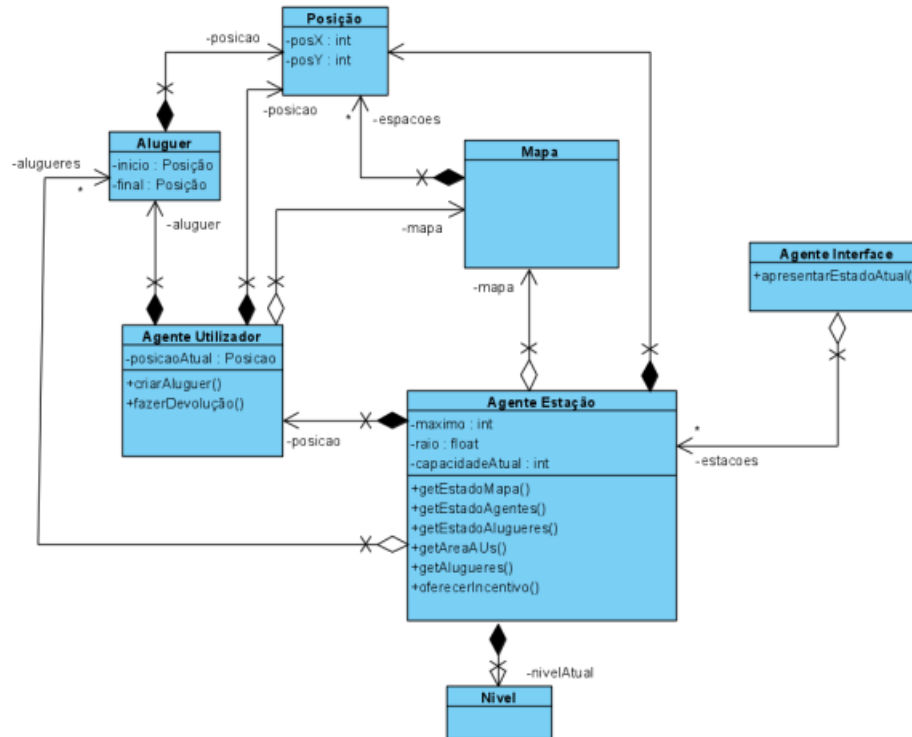 Posição
-posX : int
-posY : int
-posicao
-posicao
-espacoes
*
Aluguer
-inicio : Posição
-final : Posição
-alugueres
*
-aluguer
Mapa
-mapa
-mapa
Agente Interface
+apresentarEstadoAtual()
Agente Utilizador
-posicaoAtual : Posicao
+criarAluguer()
+fazerDevolução()
-posicao
Agente Estação
-maximo : int
-raio : float
-capacidadeAtual : int
+getEstadoMapa()
+getEstadoAgentes()
+getEstadoAlugueres()
+getAreaAUs()
+getAlugueres()
+oferecerIncentivo()
*
-estacoes
-nivelAtual
Nivel